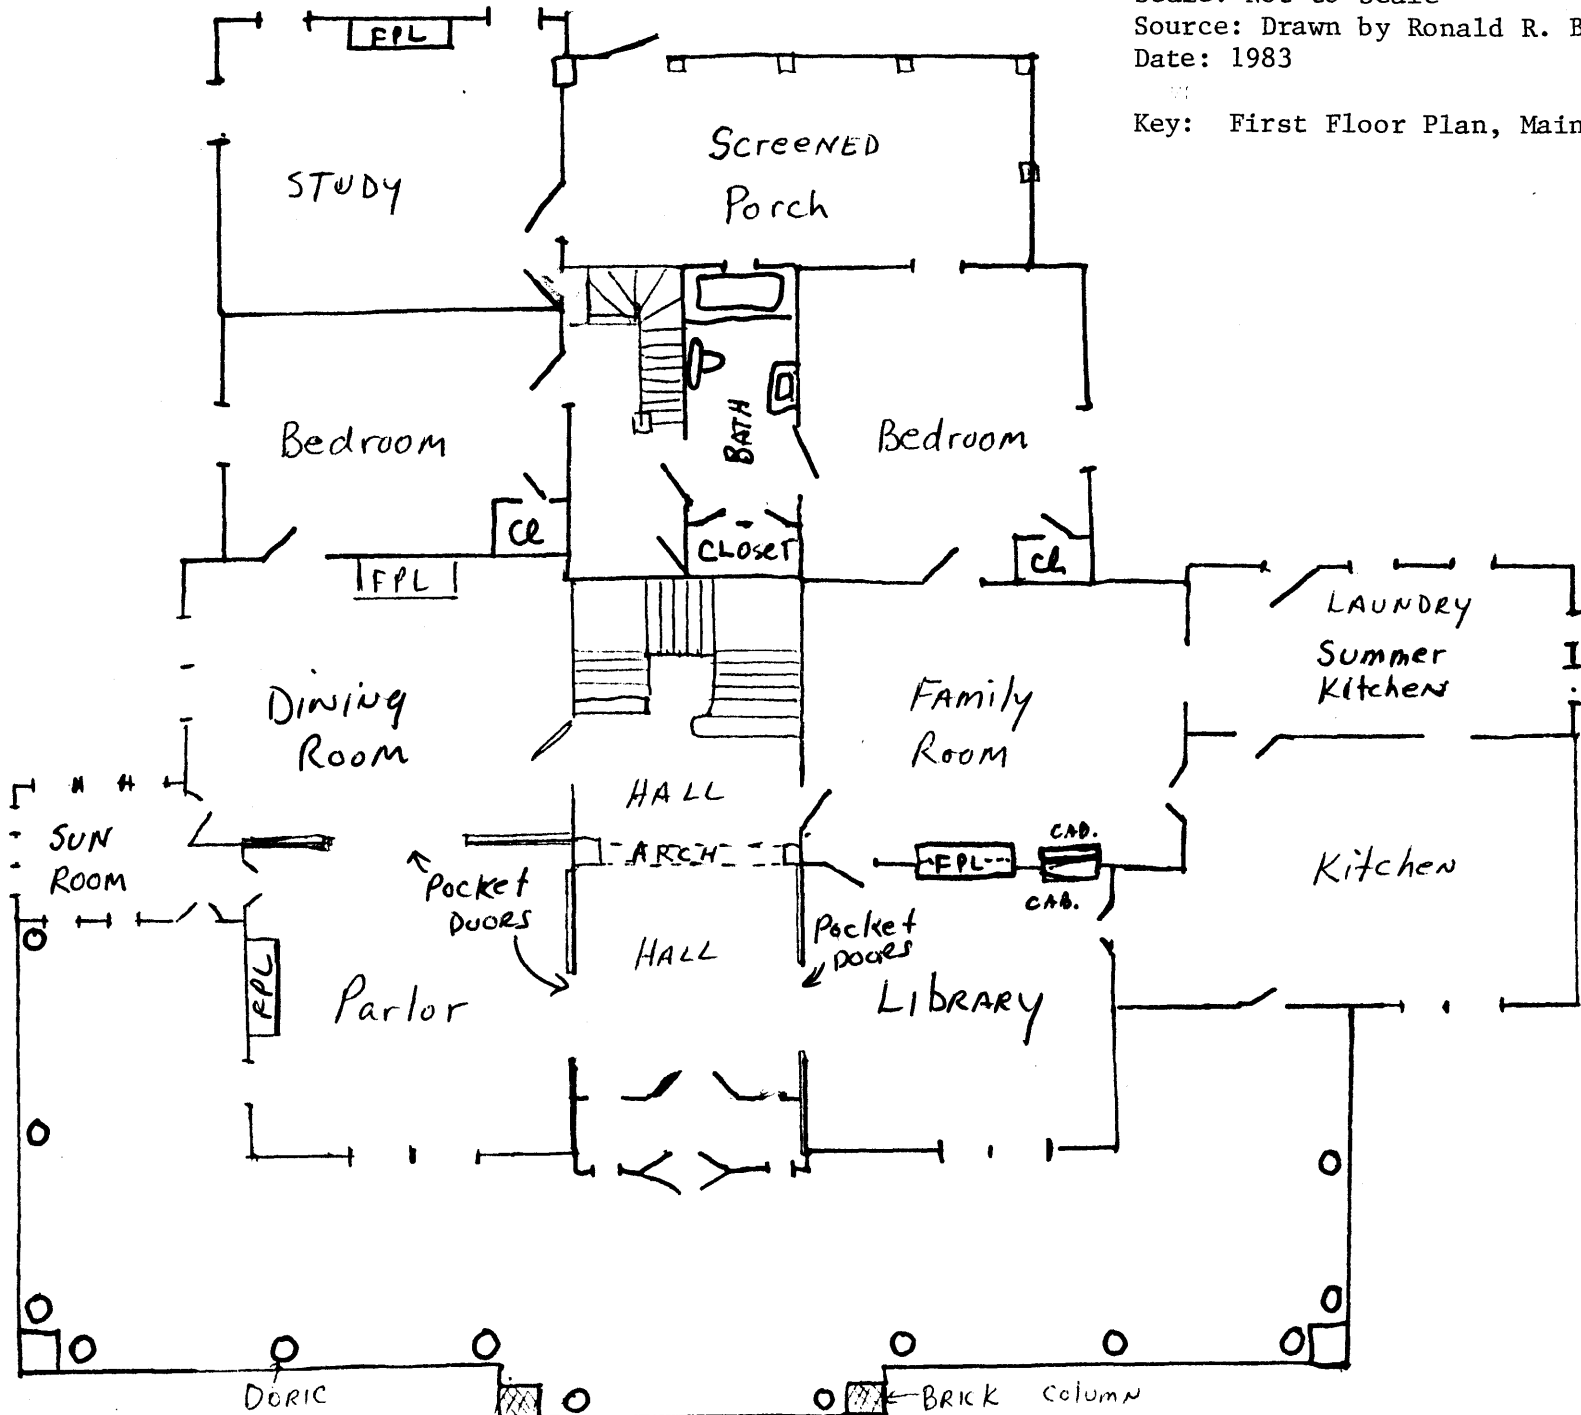 Source: Drawn by Ronald R. B
Date: 1983
Key: First Floor Plan, Main
FPL
STUDY
ScreeNED
Porch
Bedroom
BATH
Bedroom
Cl
CLOSET
Cl
FPL
LAUNDRY
Summer
KitcheN
DiNiNg
RooM
FAMily
RooM
HALL
SUN
ROOM
ARCH
FPL
CAB.
CAB.
Kitchen
Pocket
DOORS
Pocket
DOORS
HALL
FPL
Parlor
LIbRARY
DORIC
BRICK Column